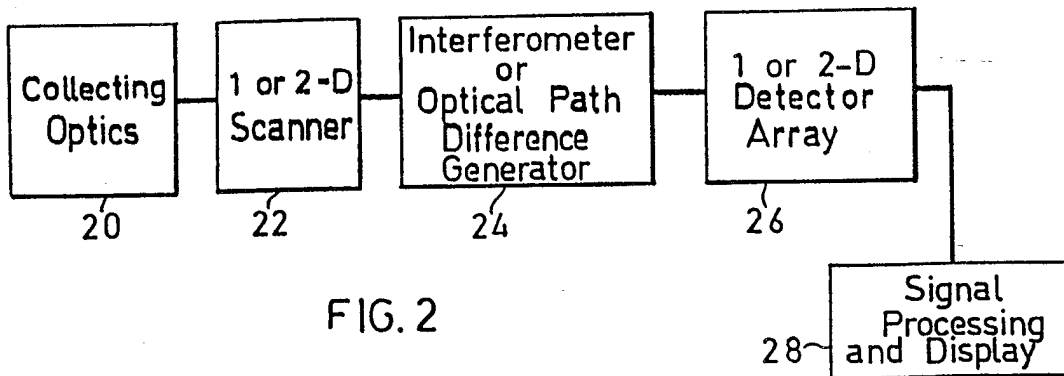 Collecting
Optics
20
1 or 2-D
Scanner
22
Interferometer
or
Optical Path
Difference
Generator
24
1 or 2-D
Detector
Array
26
Signal
Processing
and Display
28
FIG. 2